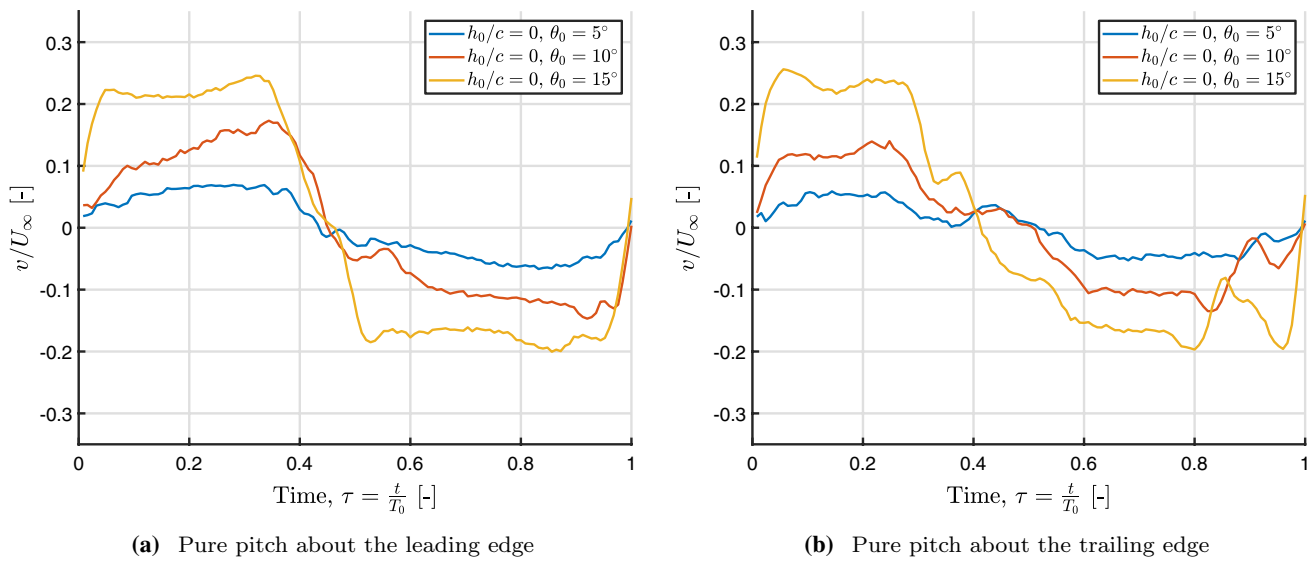 h₀/c = 0, θ₀ = 5°
h₀/c = 0, θ₀ = 10°
h₀/c = 0, θ₀ = 15°
0.3
0.2
0.1
0
-0.1
-0.2
-0.3
v/U∞ [-]
0 0.2 0.4 0.6 0.8 1
Time, τ = t/T₀ [-]
(a) Pure pitch about the leading edge
h₀/c = 0, θ₀ = 5°
h₀/c = 0, θ₀ = 10°
h₀/c = 0, θ₀ = 15°
0.3
0.2
0.1
0
-0.1
-0.2
-0.3
v/U∞ [-]
0 0.2 0.4 0.6 0.8 1
Time, τ = t/T₀ [-]
(b) Pure pitch about the trailing edge